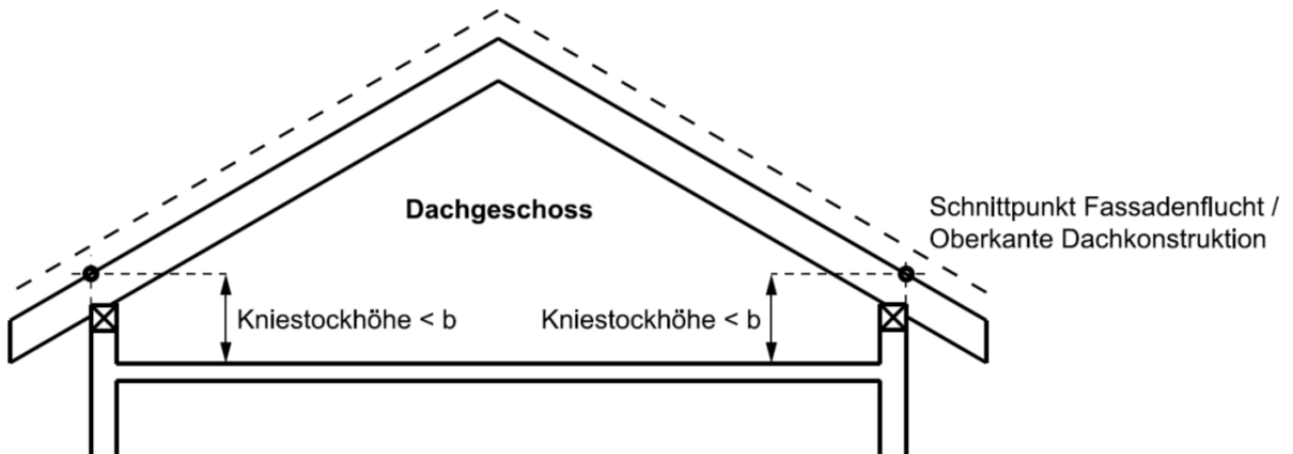 Dachgeschoss
Schnittpunkt Fassadenflucht /
Oberkante Dachkonstruktion
Kniestockhöhe < b
Kniestockhöhe < b